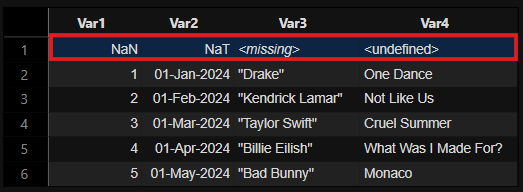 Var1 Var2 Var3 Var4
1 NaN NaT <missing> <undefined>
2 1 01-Jan-2024 "Drake" One Dance
3 2 01-Feb-2024 "Kendrick Lamar" Not Like Us
4 3 01-Mar-2024 "Taylor Swift" Cruel Summer
5 4 01-Apr-2024 "Billie Eilish" What Was I Made For?
6 5 01-May-2024 "Bad Bunny" Monaco